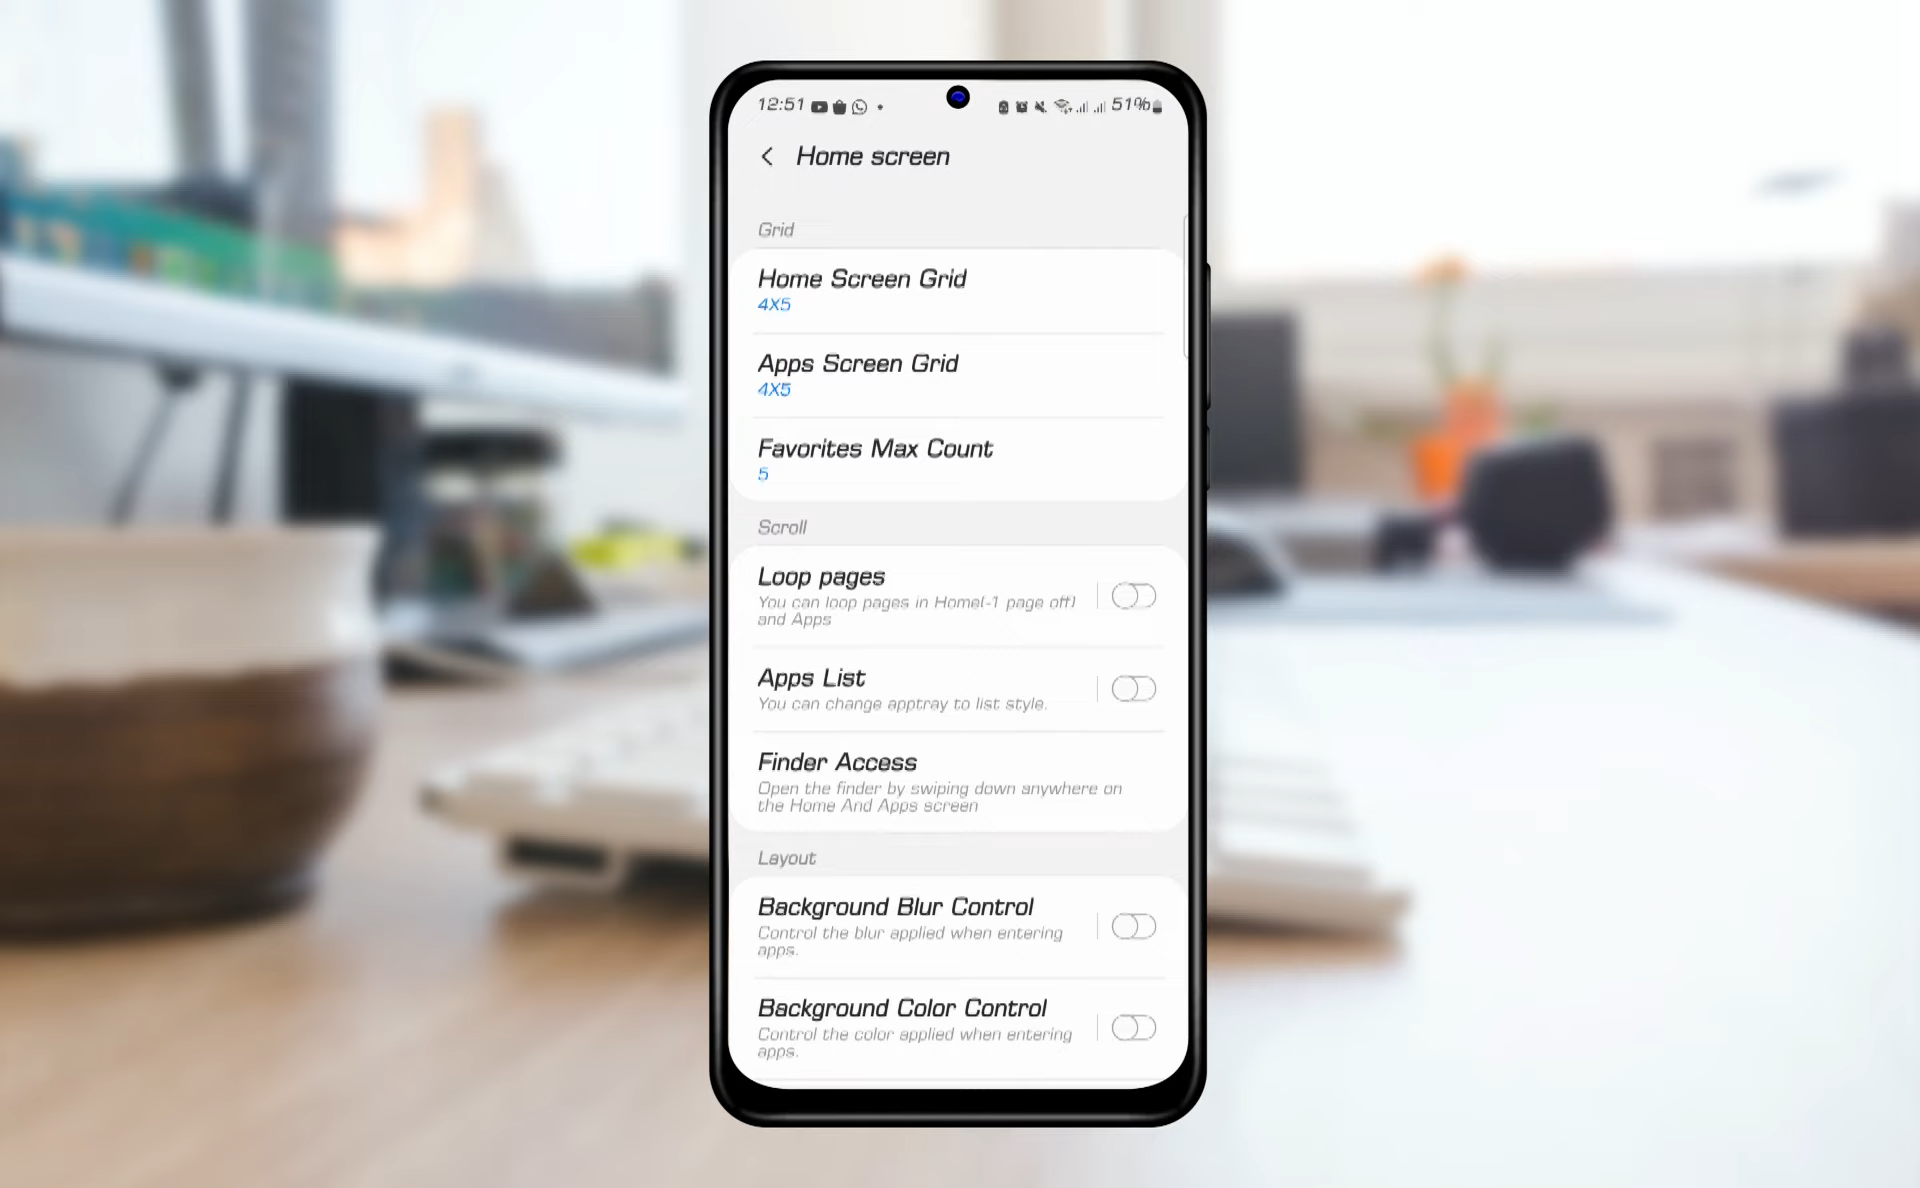 12:51
51%
Home screen
Grid
Home Screen Grid
4X5
Apps Screen Grid
4X5
Favorites Max Count
5
Scroll
Loop pages
You can loop pages in Home(-1 page off)
and Apps
Apps List
You can change apptray to list style.
Finder Access
Open the finder by swiping down anywhere on
the Home And Apps screen
Layout
Background Blur Control
Control the blur applied when entering
apps.
Background Color Control
Control the color applied when entering
apps.